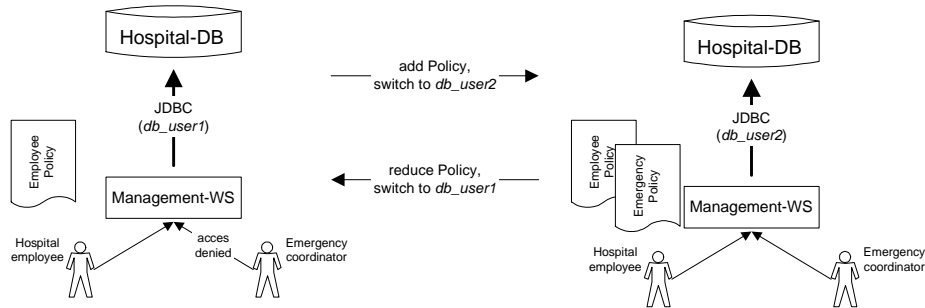 Hospital-DB
JDBC
(db_user1)
Employee
Policy
Management-WS
Hospital
employee
acces
denied
Emergency
coordinator
add Policy,
switch to db_user2
reduce Policy,
switch to db_user1
Hospital-DB
JDBC
(db_user2)
Employee
Policy
Emergency
Policy
Management-WS
Hospital
employee
Emergency
coordinator